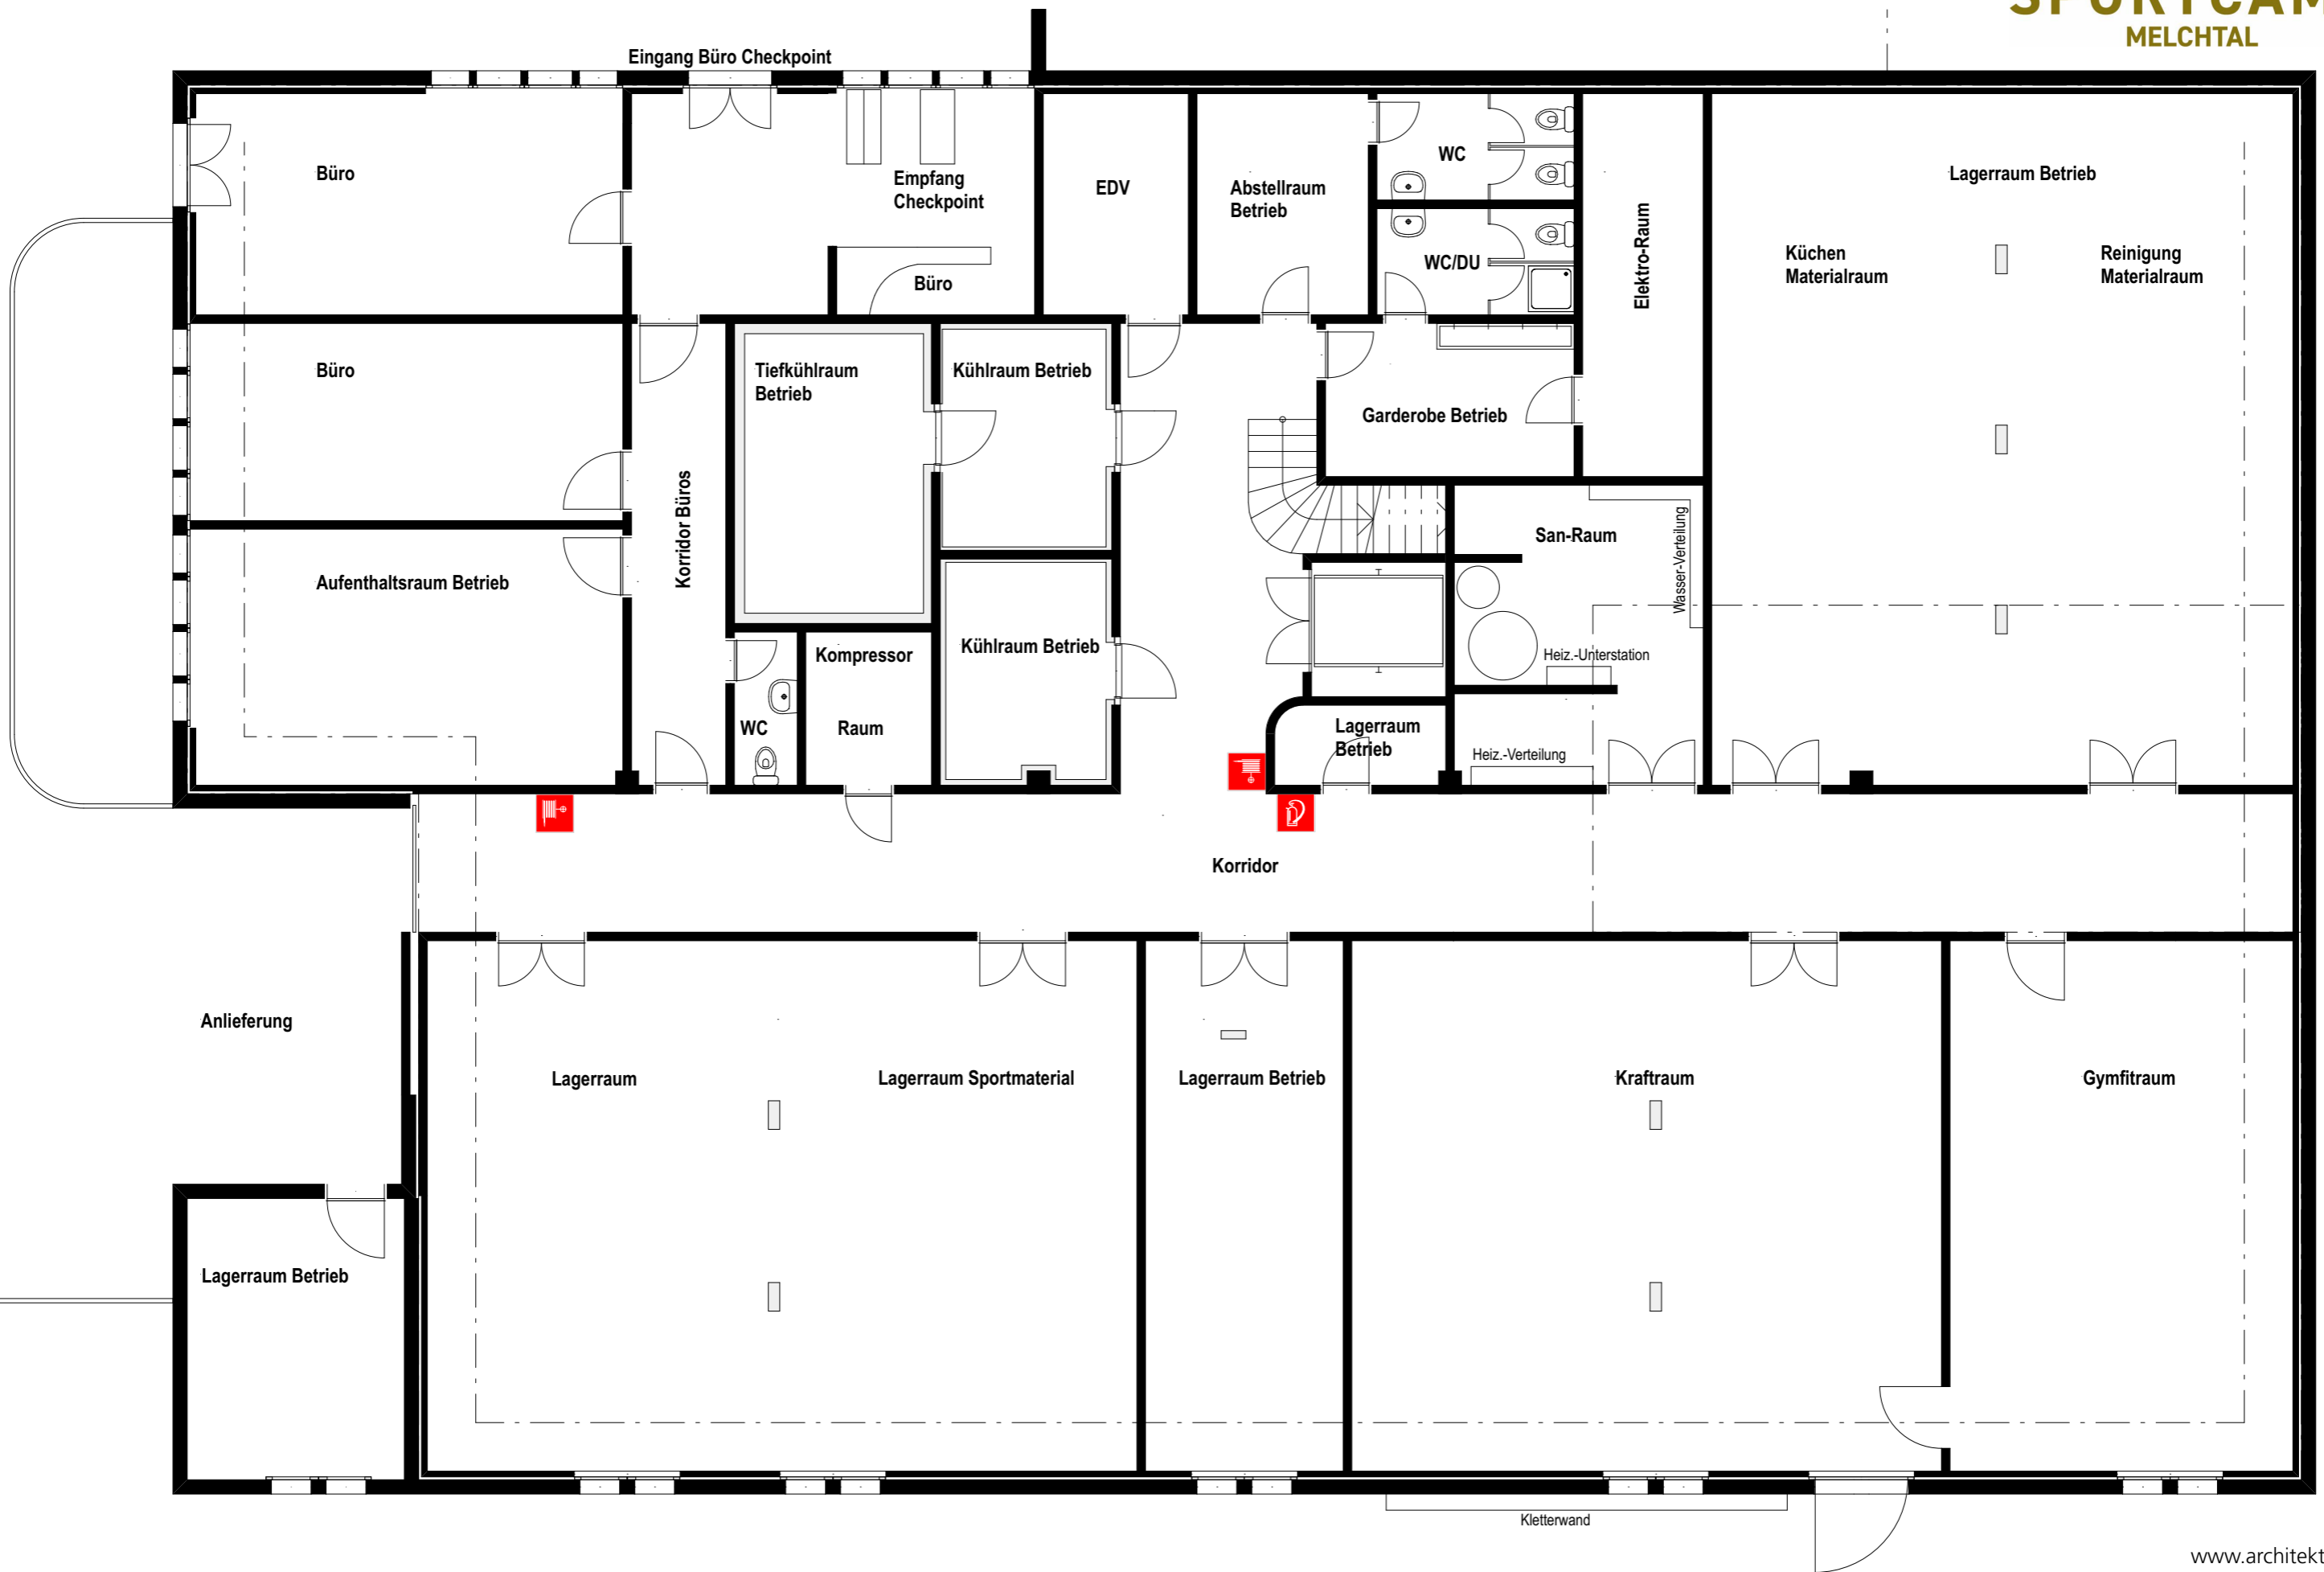 MELCHTAL
Eingang Büro Checkpoint
Büro
Empfang
Checkpoint
Büro
EDV
Abstellraum
Betrieb
WC
WC/DU
Elektro-Raum
Lagerraum Betrieb
Küchen
Materialraum
Reinigung
Materialraum
Büro
Korridor Büros
Tiefkühlraum
Betrieb
Kühlraum Betrieb
Garderobe Betrieb
San-Raum
Wasser-Verteilung
Aufenthaltsraum Betrieb
Kompressor
Raum
WC
Kühlraum Betrieb
Heiz.-Unterstation
Lagerraum
Betrieb
Heiz.-Verteilung
Korridor
Anlieferung
Lagerraum
Lagerraum Sportmaterial
Lagerraum Betrieb
Kraftraum
Gymfitraum
Lagerraum Betrieb
Kletterwand
www.architekt